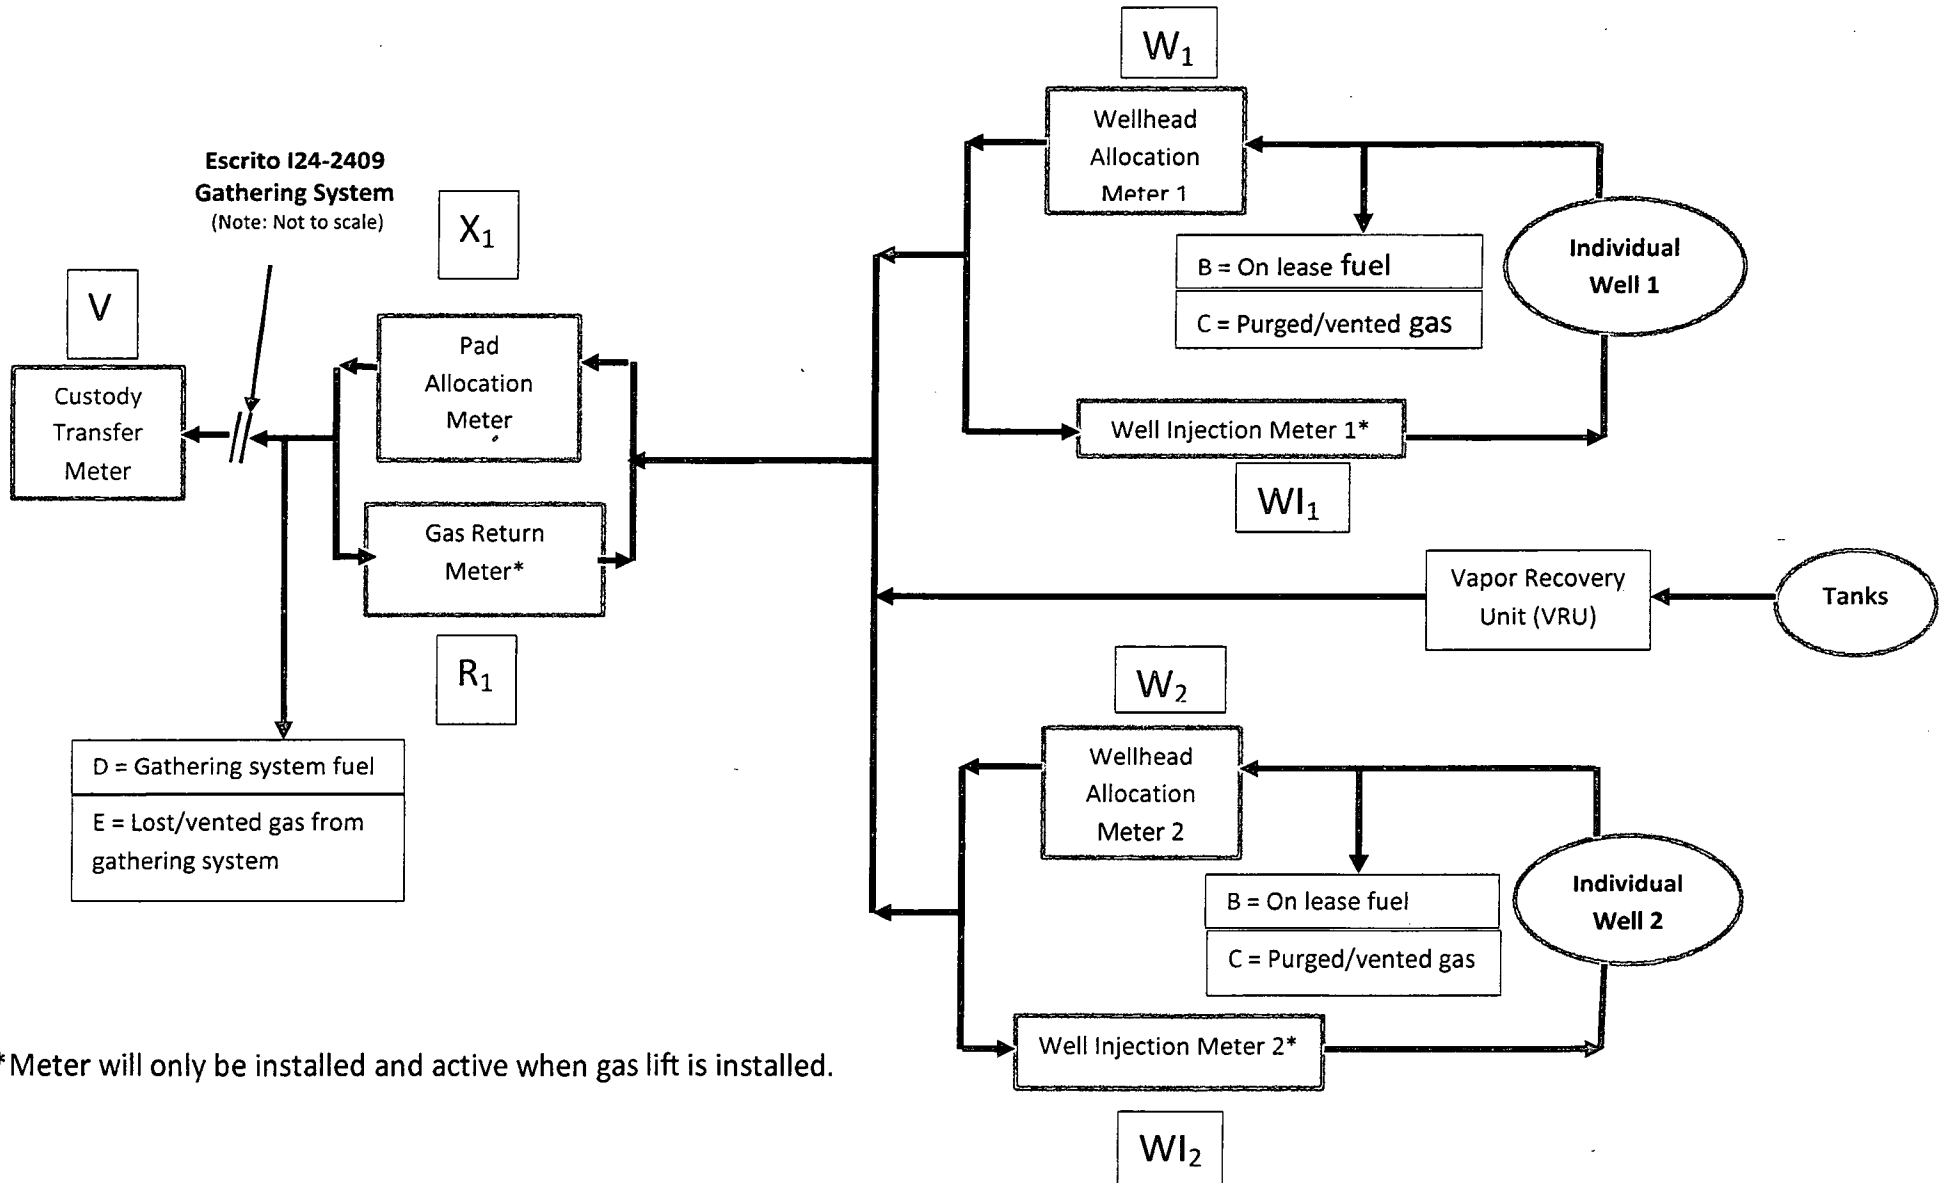 W₁
Wellhead
Allocation
Meter 1
Escrito I24-2409
Gathering System
(Note: Not to scale)
X₁
V
B = On lease fuel
C = Purged/vented gas
Individual
Well 1
Custody
Transfer
Meter
Pad
Allocation
Meter
Well Injection Meter 1*
WI₁
Gas Return
Meter*
R₁
Vapor Recovery
Unit (VRU)
Tanks
W₂
D = Gathering system fuel
E = Lost/vented gas from
gathering system
Wellhead
Allocation
Meter 2
B = On lease fuel
C = Purged/vented gas
Individual
Well 2
Well Injection Meter 2*
WI₂
*Meter will only be installed and active when gas lift is installed.